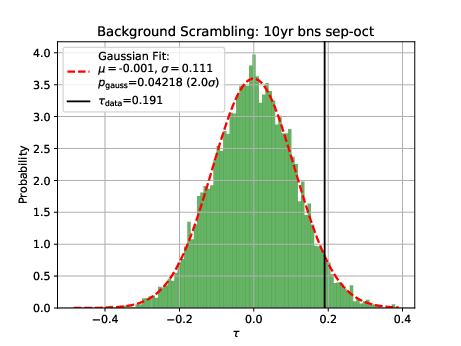 Background Scrambling: 10yr bns sep-oct
Gaussian Fit:
μ = -0.001, σ = 0.111
p_gauss=0.04218 (2.0σ)
τ_data=0.191
Probability
4.0
3.5
3.0
2.5
2.0
1.5
1.0
0.5
0.0
−0.4 −0.2 0.0 0.2 0.4
τ